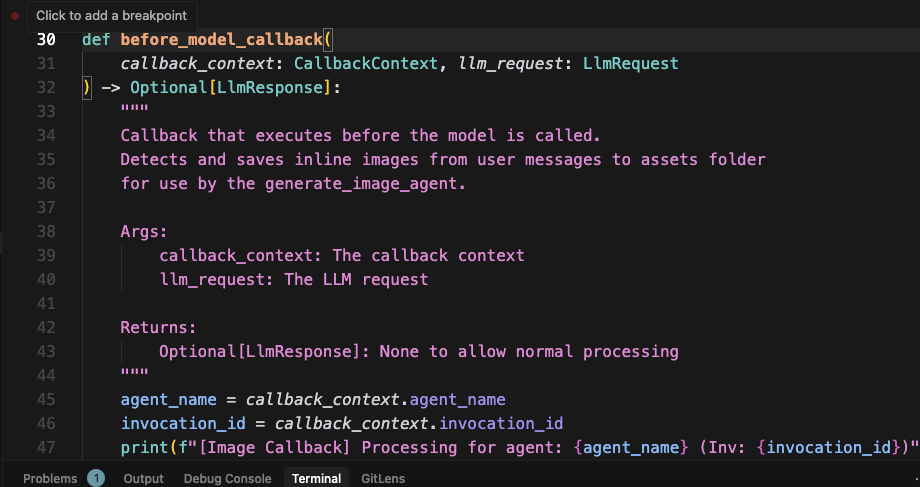 Click to add a breakpoint
30 def before_model_callback(
31     callback_context: CallbackContext, llm_request: LlmRequest
32 ) -> Optional[LlmResponse]:
33     """
34     Callback that executes before the model is called.
35     Detects and saves inline images from user messages to assets folder
36     for use by the generate_image_agent.
37
38     Args:
39         callback_context: The callback context
40         llm_request: The LLM request
41
42     Returns:
43         Optional[LlmResponse]: None to allow normal processing
44     """
45     agent_name = callback_context.agent_name
46     invocation_id = callback_context.invocation_id
47     print(f"[Image Callback] Processing for agent: {agent_name} (Inv: {invocation_id})"
Problems 1 Output Debug Console Terminal GitLens